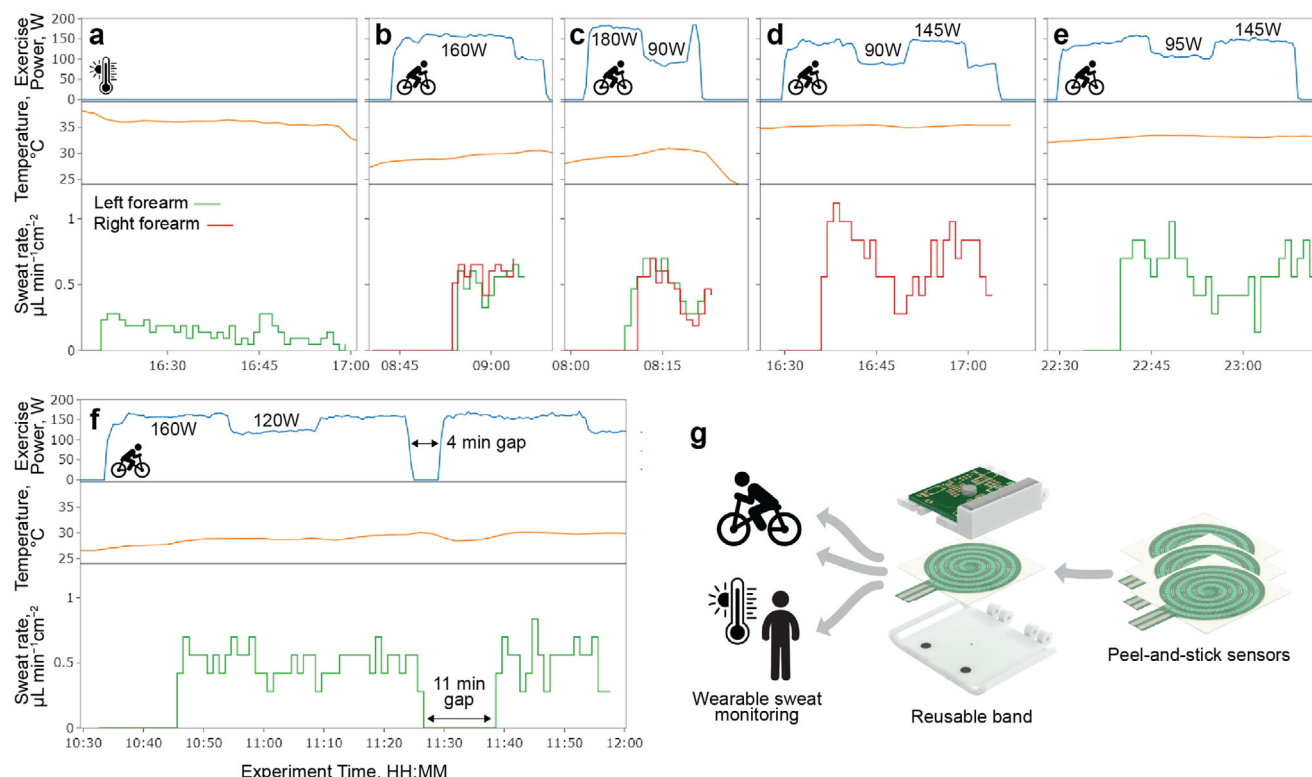 a
b
c
d
e
Exercise
Power, W
200
150
100
50
0
160W
180W
90W
90W
145W
95W
145W
Temperature,
°C
35
30
25
Left forearm
Right forearm
Sweat rate,
µL min⁻¹cm⁻²
1
0.5
0
16:30
16:45
17:00
08:45
09:00
08:00
08:15
16:30
16:45
17:00
22:30
22:45
23:00
f
Exercise
Power, W
200
150
100
50
0
160W
120W
4 min gap
Temperature,
°C
35
30
25
Sweat rate,
µL min⁻¹cm⁻²
1
0.5
0
11 min
gap
10:30
10:40
10:50
11:00
11:10
11:20
11:30
11:40
11:50
12:00
Experiment Time, HH:MM
g
Wearable sweat
monitoring
Reusable band
Peel-and-stick sensors